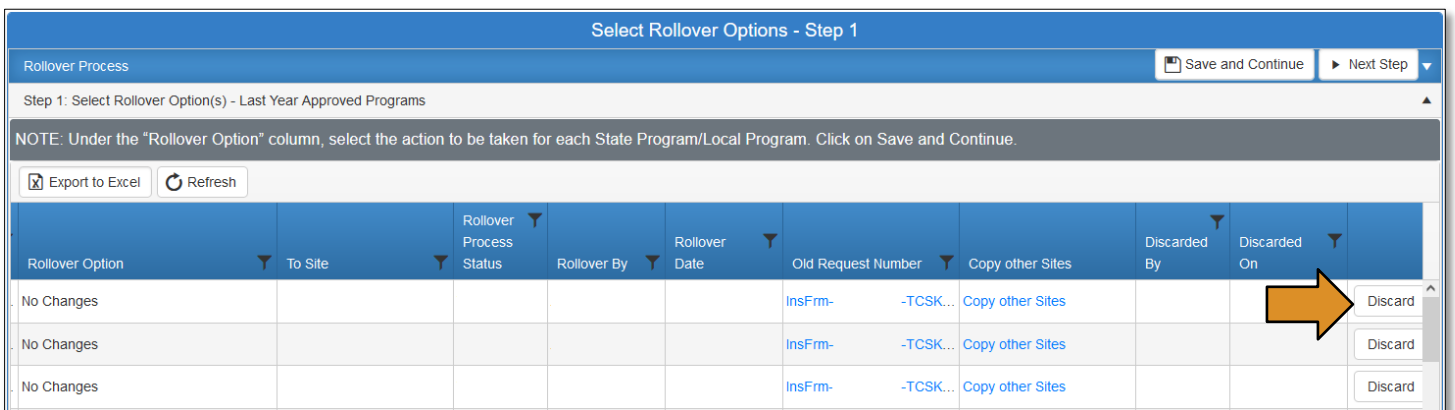 Select Rollover Options - Step 1
Rollover Process
Save and Continue
Next Step
Step 1: Select Rollover Option(s) - Last Year Approved Programs
NOTE: Under the “Rollover Option” column, select the action to be taken for each State Program/Local Program. Click on Save and Continue.
Export to Excel
Refresh
Rollover Option
To Site
Rollover
Process
Status
Rollover By
Rollover
Date
Old Request Number
Copy other Sites
Discarded
By
Discarded
On
No Changes
InsFrm- -TCSK...
Copy other Sites
Discard
No Changes
InsFrm- -TCSK...
Copy other Sites
Discard
No Changes
InsFrm- -TCSK...
Copy other Sites
Discard